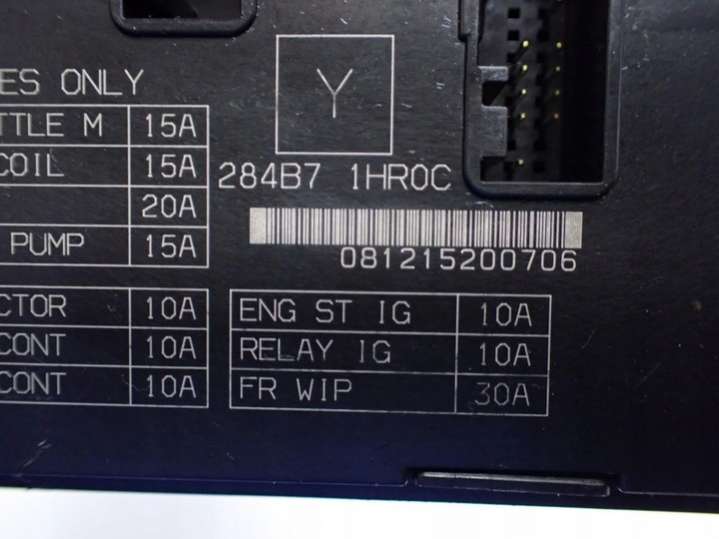 ES ONLY
Y
TTLE M 15A
COIL 15A
20A
PUMP 15A
284B7 1HR0C
081215200706
CTOR 10A
CONT 10A
CONT 10A
ENG ST IG 10A
RELAY IG 10A
FR WIP 30A